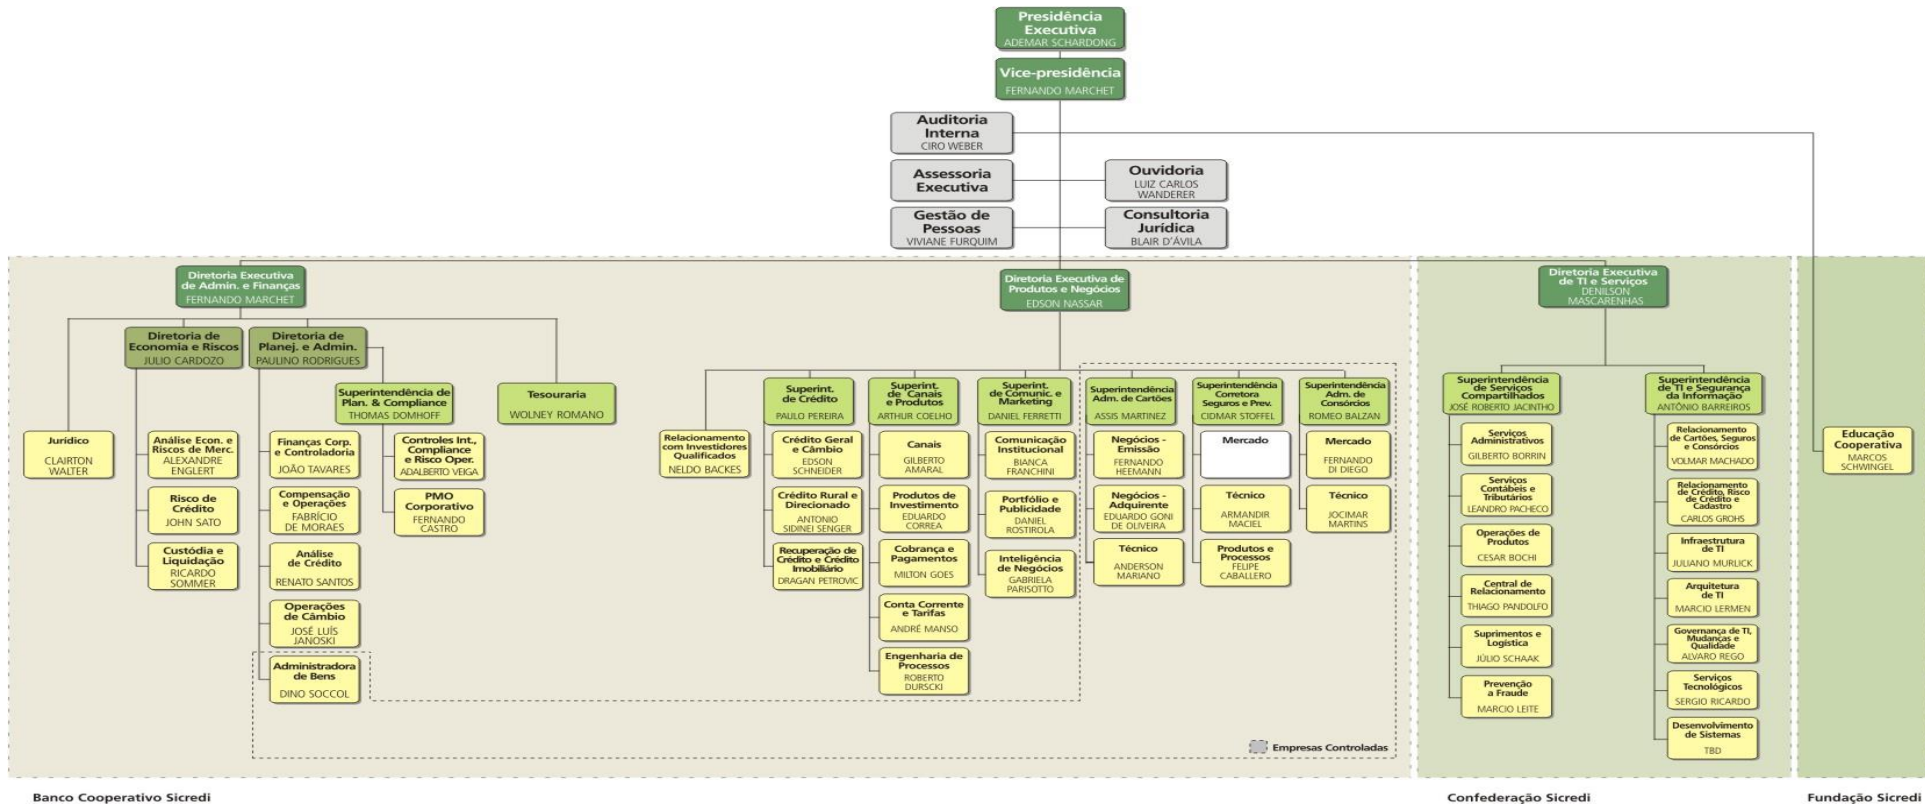 Presidência
Executiva
ADEMAR SCHARDONG
Vice-presidência
FERNANDO MARCHET
Auditoria
Interna
CIRO WEBER
Assessoria
Executiva
Ouvidoria
LUIZ CARLOS
WANDERER
Gestão de
Pessoas
VIVIANE FURQUIM
Consultoria
Jurídica
BLAIR D'ÁVILA
Diretoria Executiva
de Admin. e Finanças
FERNANDO MARCHET
Diretoria Executiva de
Produtos e Negócios
EDSON NASSAR
Diretoria Executiva
de TI e Serviços
DENILSON
MASCARENHAS
Diretoria de
Economia e Riscos
JULIO CARDOZO
Diretoria de
Planej. e Admin.
PAULINO RODRIGUES
Superintendência de
Plan. & Compliance
THOMAS DOMHOFF
Tesouraria
WOLNEY ROMANO
Jurídico
CLAIRTON
WALTER
Análise Econ. e
Riscos de Merc.
ALEXANDRE
ENGLERT
Risco de
Crédito
JOHN SATO
Custódia e
Liquidação
RICARDO
SOMMER
Finanças Corp.
e Controladoria
JOÃO TAVARES
Compensação
e Operações
FABRÍCIO
DE MORAES
Análise
de Crédito
RENATO SANTOS
Operações
de Câmbio
JOSÉ LUÍS
JANOSKI
Administradora
de Bens
DINO SOCCOL
Controles Int.,
Compliance
e Risco Oper.
ADALBERTO VEIGA
PMO
Corporativo
FERNANDO
CASTRO
Relacionamento
com Investidores
Qualificados
NELDO BACKES
Superint.
de Crédito
PAULO PEREIRA
Crédito Geral
e Câmbio
EDSON
SCHNEIDER
Crédito Rural e
Direcionado
ANTONIO
SIDINEI SENGER
Recuperação de
Crédito e Crédito
Imobiliário
DRAGAN PETROVIC
Superint.
de Canais
e Produtos
ARTHUR COELHO
Canais
GILBERTO
AMARAL
Produtos de
Investimento
EDUARDO
CORREA
Cobrança e
Pagamentos
MILTON GOES
Conta Corrente
e Tarifas
ANDRÉ MANSO
Engenharia de
Processos
ROBERTO
DURSCKI
Superint.
de Comunic. e
Marketing
DANIEL FERRETTI
Comunicação
Institucional
BIANCA
FRANCHINI
Portfólio e
Publicidade
DANIEL
ROSTIROLA
Inteligência
de Negócios
GABRIELA
PARISOTTO
Superintendência
Adm. de Cartões
ASSIS MARTINEZ
Negócios -
Emissão
FERNANDO
HEEMANN
Negócios -
Adquirente
EDUARDO GONI
DE OLIVEIRA
Técnico
ANDERSON
MARIANO
Superintendência
Corretora
Seguros e Prev.
CIDMAR STOFFEL
Mercado
Técnico
ARMANDIR
MACIEL
Produtos e
Processos
FELIPE
CABALLERO
Superintendência
Adm. de
Consórcios
ROMEO BALZAN
Mercado
FERNANDO
DI DIEGO
Técnico
JOCIMAR
MARTINS
Superintendência
de Serviços
Compartilhados
JOSÉ ROBERTO JACINTHO
Serviços
Administrativos
GILBERTO BORRIN
Serviços
Contábeis e
Tributários
LEANDRO PACHECO
Operações de
Produtos
CESAR BOCHI
Central de
Relacionamento
THIAGO PANDOLFO
Suprimentos e
Logística
JÚLIO SCHAAK
Prevenção
a Fraude
MARCIO LEITE
Superintendência
de TI e Segurança
da Informação
ANTÔNIO BARREIROS
Relacionamento
de Cartões, Seguros
e Consórcios
VOLMAR MACHADO
Relacionamento
de Crédito, Risco
de Crédito e
Cadastro
CARLOS GROHS
Infraestrutura
de TI
JULIANO MURLICK
Arquitetura
de TI
MARCIO LERMEN
Governança de TI,
Mudanças e
Qualidade
ALVARO REGO
Serviços
Tecnológicos
SERGIO RICARDO
Desenvolvimento
de Sistemas
TBD
Educação
Cooperativa
MARCOS
SCHWINGEL
Empresas Controladas
Banco Cooperativo Sicredi
Confederação Sicredi
Fundação Sicredi